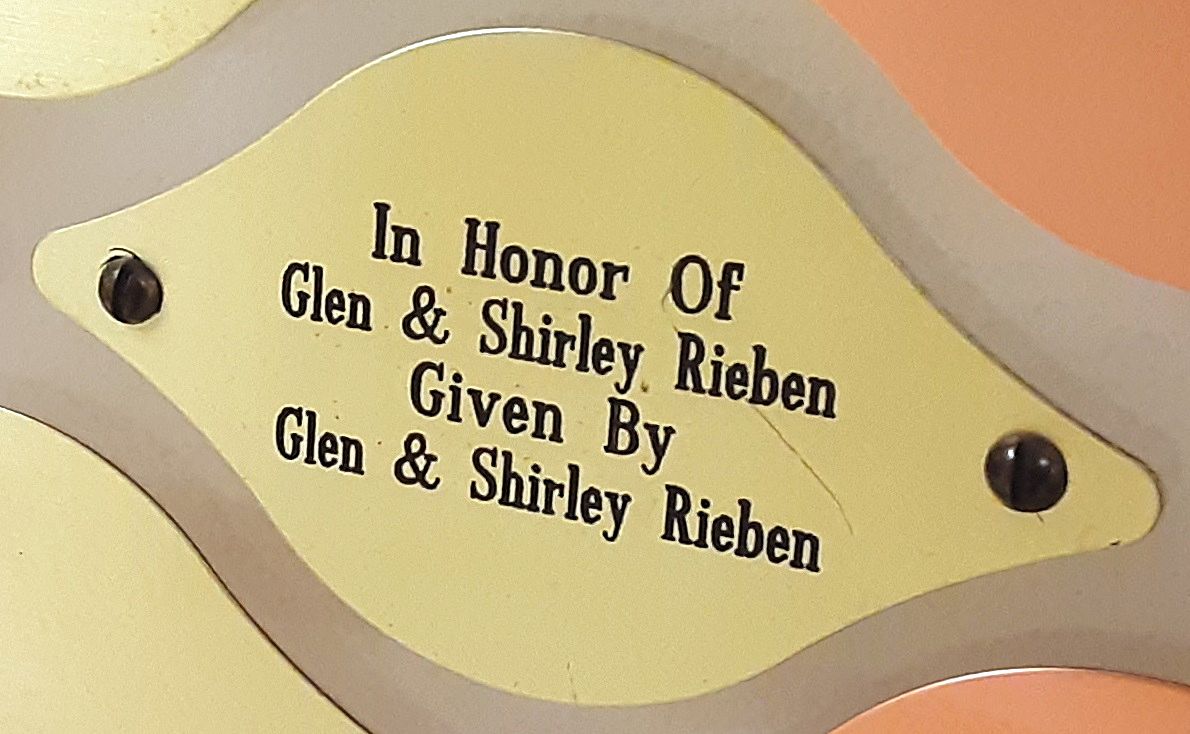 In Honor Of
Glen & Shirley Rieben
Given By
Glen & Shirley Rieben